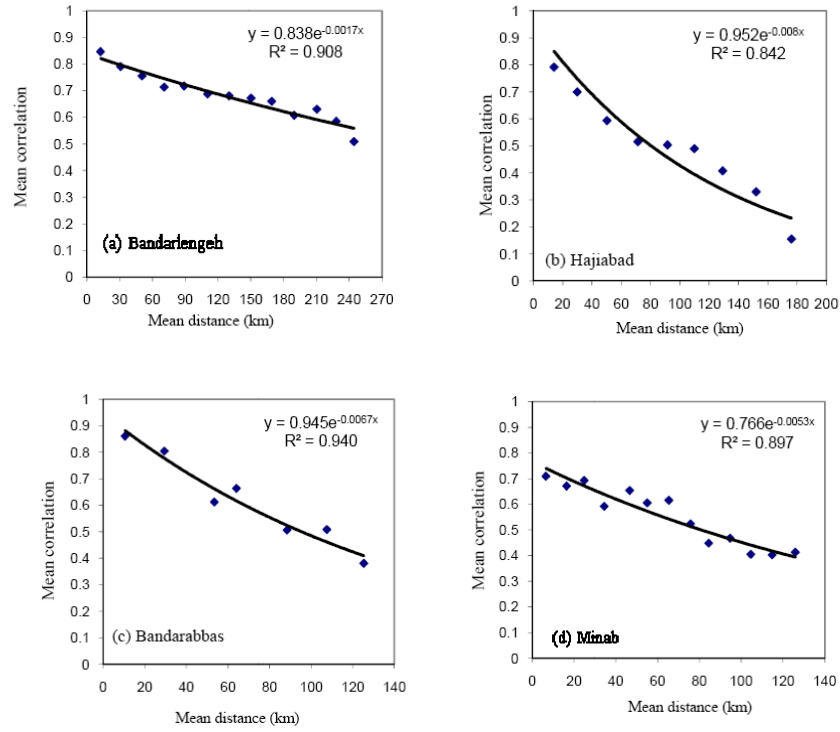 y = 0.838e-0.0017x
R² = 0.908
1
0.9
0.8
0.7
0.6
0.5
0.4
0.3
0.2
0.1
0
Mean correlation
(a) Bandarlengeh
0 30 60 90 120 150 180 210 240 270
Mean distance (km)
y = 0.952e-0.008x
R² = 0.842
1
0.9
0.8
0.7
0.6
0.5
0.4
0.3
0.2
0.1
0
Mean correlation
(b) Hajiabad
0 20 40 60 80 100 120 140 160 180 200
Mean distance (km)
y = 0.945e-0.0067x
R² = 0.940
1
0.9
0.8
0.7
0.6
0.5
0.4
0.3
0.2
0.1
0
Mean correlation
(c) Bandarabbas
0 20 40 60 80 100 120 140
Mean distance (km)
y = 0.766e-0.0053x
R² = 0.897
1
0.9
0.8
0.7
0.6
0.5
0.4
0.3
0.2
0.1
0
Mean correlation
(d) Minab
0 20 40 60 80 100 120 140
Mean distance (km)